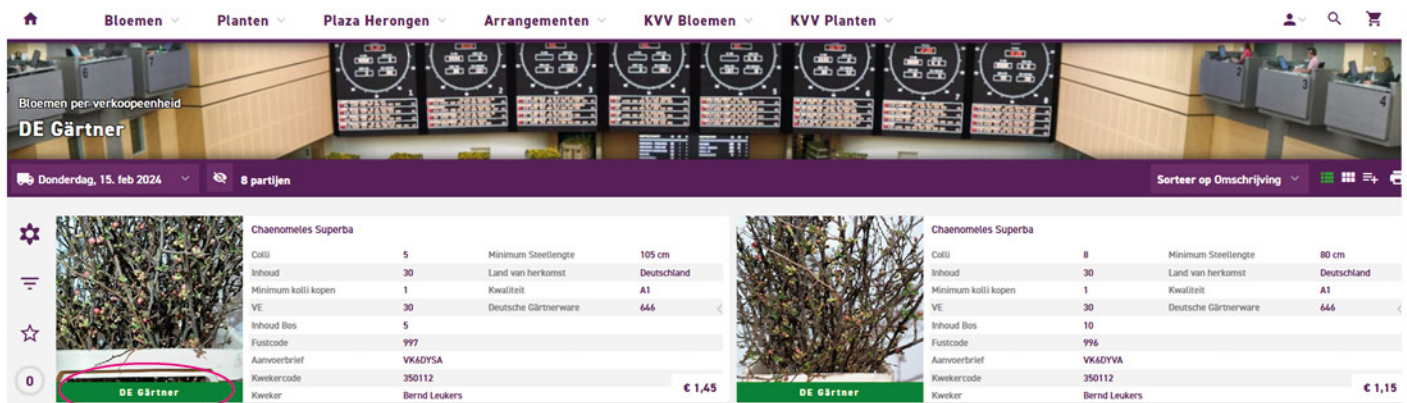 Bloemen Planten Plaza Herongen Arrangementen KVV Bloemen KVV Planten
Bloemen per verkoopeenheid
DE Gärtner
Donderdag, 15. feb 2024 8 partijen Sorteer op Omschrijving
Chaenomeles Superba
Colli 5 Minimum Steellengte 105 cm
Inhoud 30 Land van herkomst Deutschland
Minimum kolli kopen 1 Kwaliteit A1
VE 30 Deutsche Gärtnerware 646
Inhoud Bos 5
Fustcode 997
Aanvoerbrief VK6DYSA
Kwekercode 350112
Kweker Bernd Leukers
€ 1,45
DE Gärtner
0
Chaenomeles Superba
Colli 8 Minimum Steellengte 80 cm
Inhoud 30 Land van herkomst Deutschland
Minimum kolli kopen 1 Kwaliteit A1
VE 30 Deutsche Gärtnerware 646
Inhoud Bos 10
Fustcode 996
Aanvoerbrief VK6DYVA
Kwekercode 350112
Kweker Bernd Leukers
€ 1,15
DE Gärtner